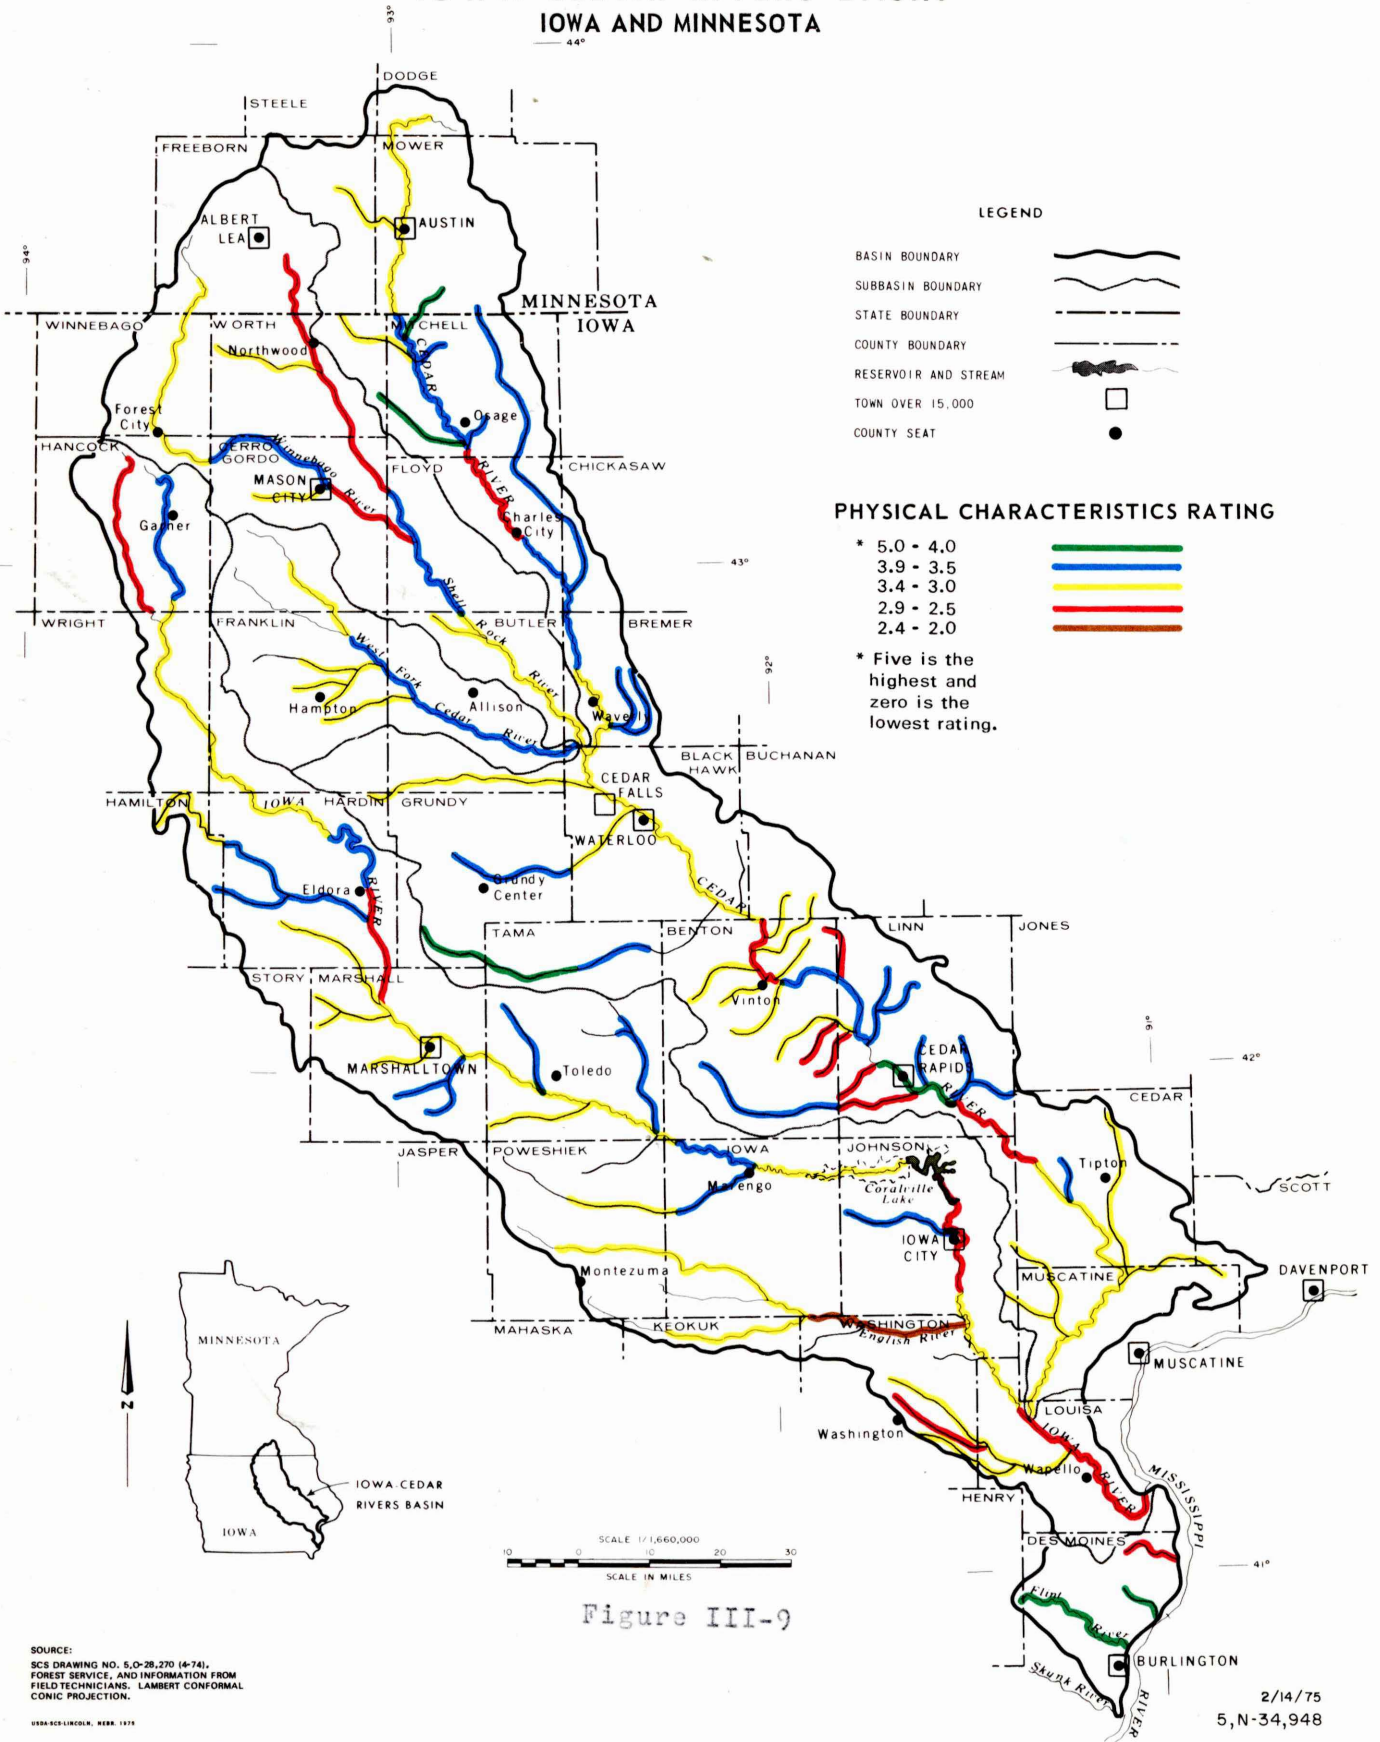 IOWA AND MINNESOTA
93°
44°
DODGE
STEELE
FREEBORN
MOWER
ALBERT
LEA
AUSTIN
94°
LEGEND
BASIN BOUNDARY
SUBBASIN BOUNDARY
STATE BOUNDARY
COUNTY BOUNDARY
RESERVOIR AND STREAM
TOWN OVER 15,000
COUNTY SEAT
MINNESOTA
IOWA
WINNEBAGO
WORTH
MITCHELL
Northwood
CEDAR
Forest
City
Osage
HANCOCK
CERRO
GORDO
Winnebago
River
FLOYD
RIVER
CHICKASAW
MASON
CITY
Garner
Charles
City
43°
PHYSICAL CHARACTERISTICS RATING
* 5.0 - 4.0
3.9 - 3.5
3.4 - 3.0
2.9 - 2.5
2.4 - 2.0
* Five is the
highest and
zero is the
lowest rating.
WRIGHT
FRANKLIN
Shell
Rock
River
BUTLER
BREMER
92°
West
Fork
Cedar
River
Hampton
Allison
Waverly
BLACK
HAWK
BUCHANAN
CEDAR
FALLS
HAMILTON
IOWA
HARDIN
GRUNDY
WATERLOO
Eldora
RIVER
Grundy
Center
CEDAR
TAMA
BENTON
LINN
JONES
STORY
MARSHALL
Vinton
91°
42°
MARSHALLTOWN
Toledo
CEDAR
RAPIDS
RIVER
CEDAR
JASPER
POWESHIEK
IOWA
JOHNSON
Marengo
Coralville
Lake
Tipton
SCOTT
IOWA
CITY
Montezuma
MUSCATINE
DAVENPORT
MAHASKA
KEOKUK
WASHINGTON
English River
MUSCATINE
MINNESOTA
N
IOWA
IOWA-CEDAR
RIVERS BASIN
LOUISA
Washington
IOWA
RIVER
Wapello
MISSISSIPPI
HENRY
SCALE 1/1,660,000
10 0 10 20 30
SCALE IN MILES
DES MOINES
41°
Flint
River
Figure III-9
BURLINGTON
Skunk River
RIVER
SOURCE:
SCS DRAWING NO. 5,O-28,270 (4-74),
FOREST SERVICE, AND INFORMATION FROM
FIELD TECHNICIANS. LAMBERT CONFORMAL
CONIC PROJECTION.
USDA-SCS-LINCOLN, NEBR. 1975
2/14/75
5,N-34,948